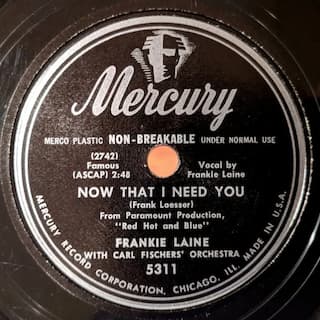 Mercury
MERCO PLASTIC NON-BREAKABLE UNDER NORMAL USE
(2742)
Famous
(ASCAP) 2:48
Vocal by
Frankie Laine
NOW THAT I NEED YOU
(Frank Loesser)
From Paramount Production,
"Red Hot and Blue"
FRANKIE LAINE
WITH CARL FISCHERS' ORCHESTRA
5311
MERCURY RECORD CORPORATION, CHICAGO, ILL. MADE IN U.S.A.